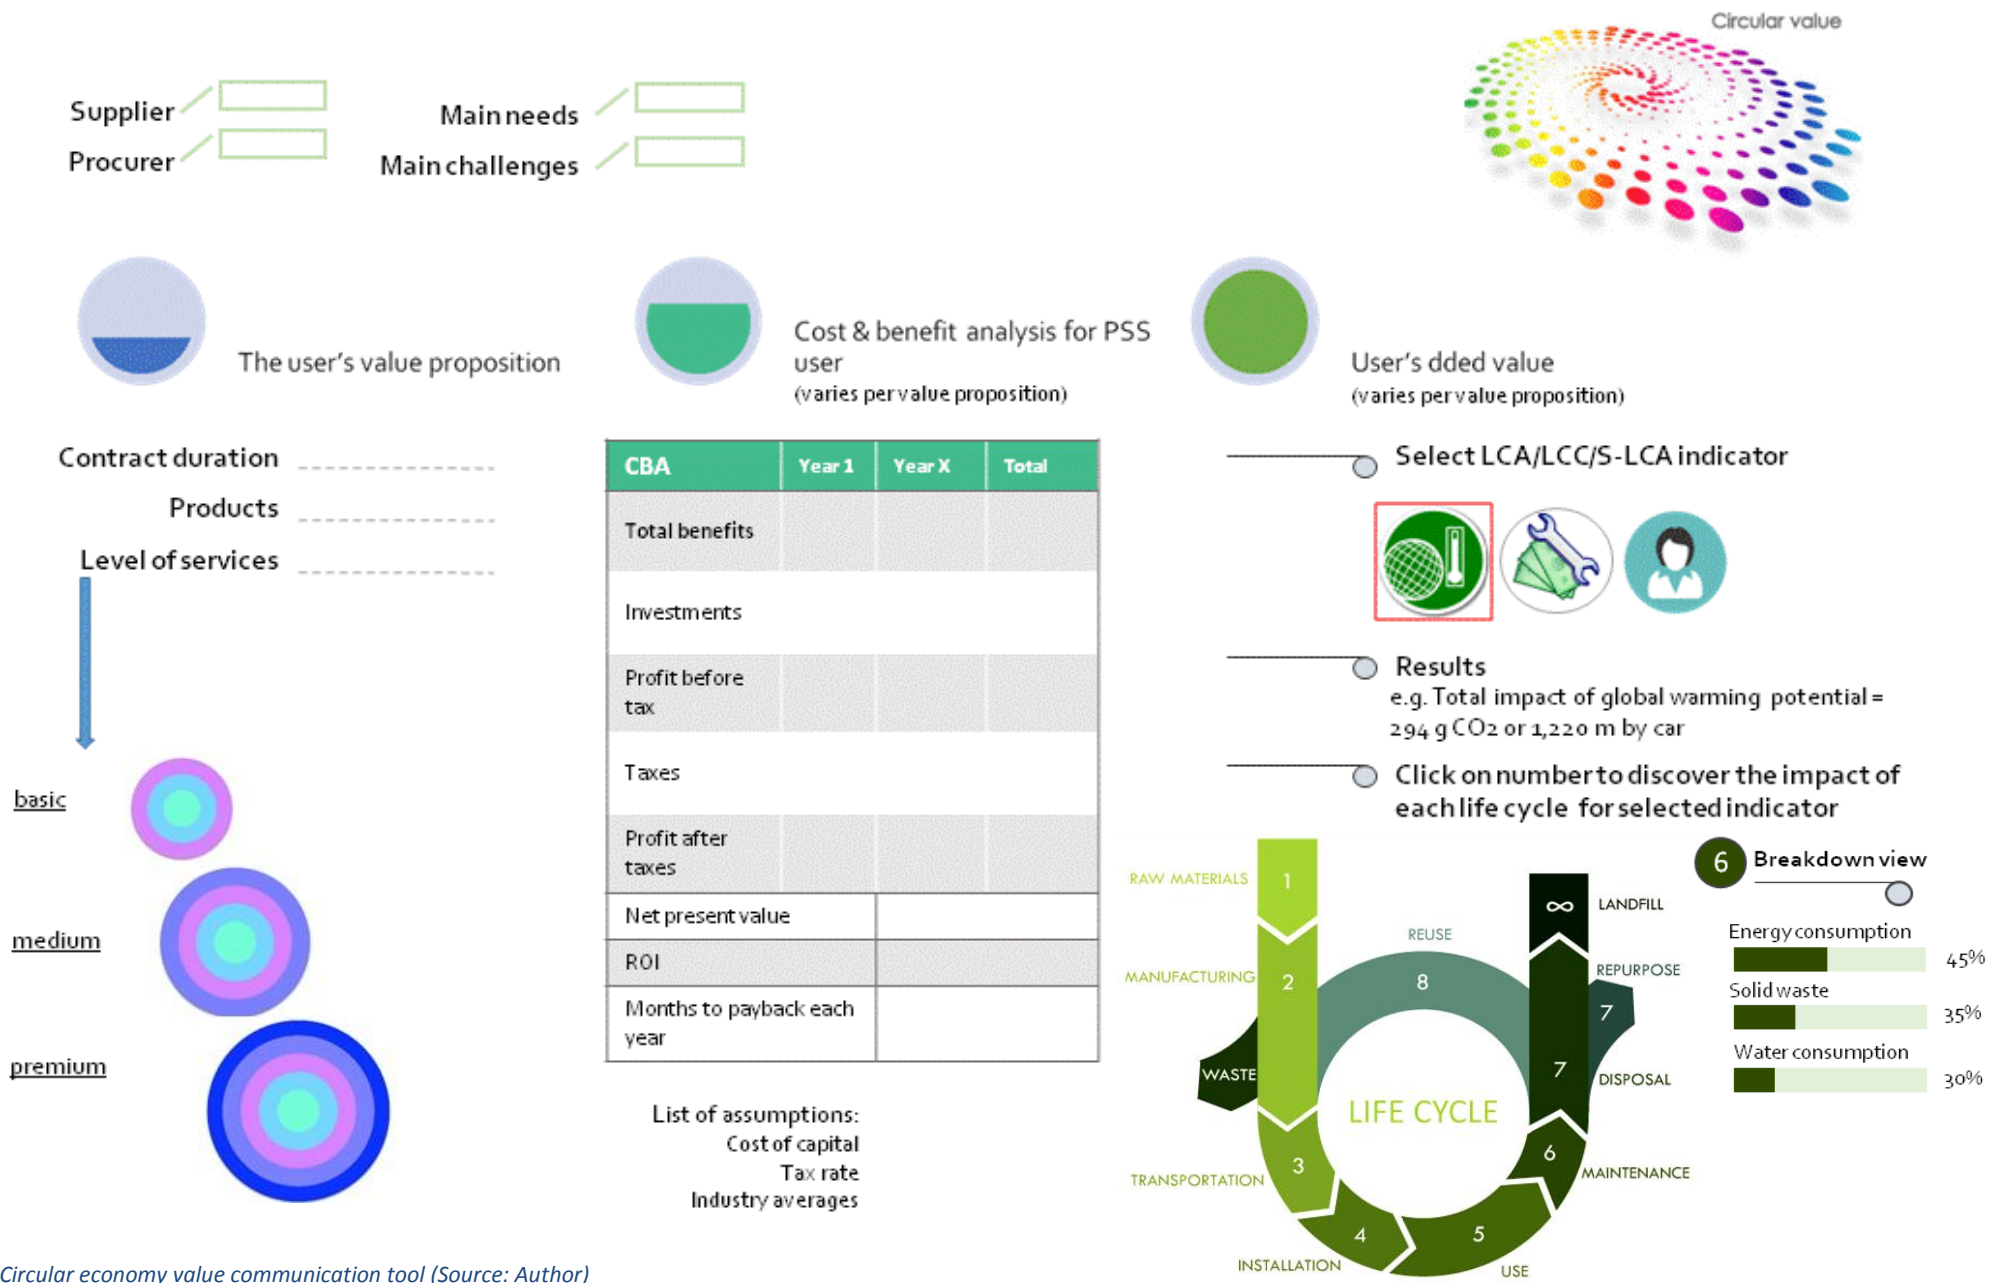 Circular value
Supplier
Procurer
Main needs
Main challenges
The user's value proposition
Contract duration
Products
Level of services
basic
medium
premium
Cost & benefit analysis for PSS
user
(varies per value proposition)
CBA Year 1 Year X Total
Total benefits
Investments
Profit before
tax
Taxes
Profit after
taxes
Net present value
ROI
Months to payback each
year
List of assumptions:
Cost of capital
Tax rate
Industry averages
User's dded value
(varies per value proposition)
Select LCA/LCC/S-LCA indicator
Results
e.g. Total impact of global warming potential =
294 g CO2 or 1,220 m by car
Click on number to discover the impact of
each life cycle for selected indicator
RAW MATERIALS 1
MANUFACTURING 2
WASTE
TRANSPORTATION 3
INSTALLATION 4
5 USE
6 MAINTENANCE
7 DISPOSAL
7 REPURPOSE
∞ LANDFILL
REUSE
8
LIFE CYCLE
6 Breakdown view
Energy consumption
45%
Solid waste
35%
Water consumption
30%
Circular economy value communication tool (Source: Author)